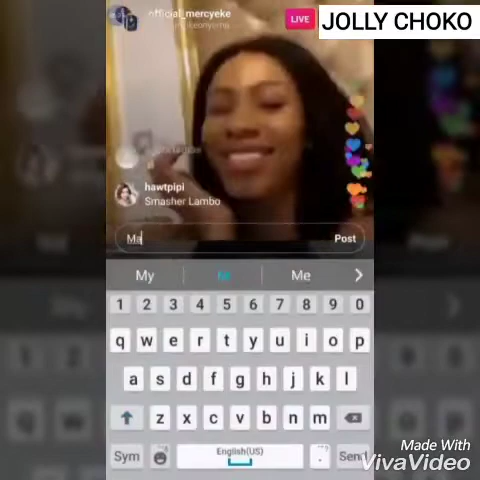 official_mercyeke
LIVE
JOLLY CHOKO
hawtpipi
Smasher Lambo
Ma
Post
My
Me
1 2 3 4 5 6 7 8 9 0
q w e r t y u i o p
a s d f g h j k l
z x c v b n m
Sym
English(US)
.
Send
Made With
VivaVideo